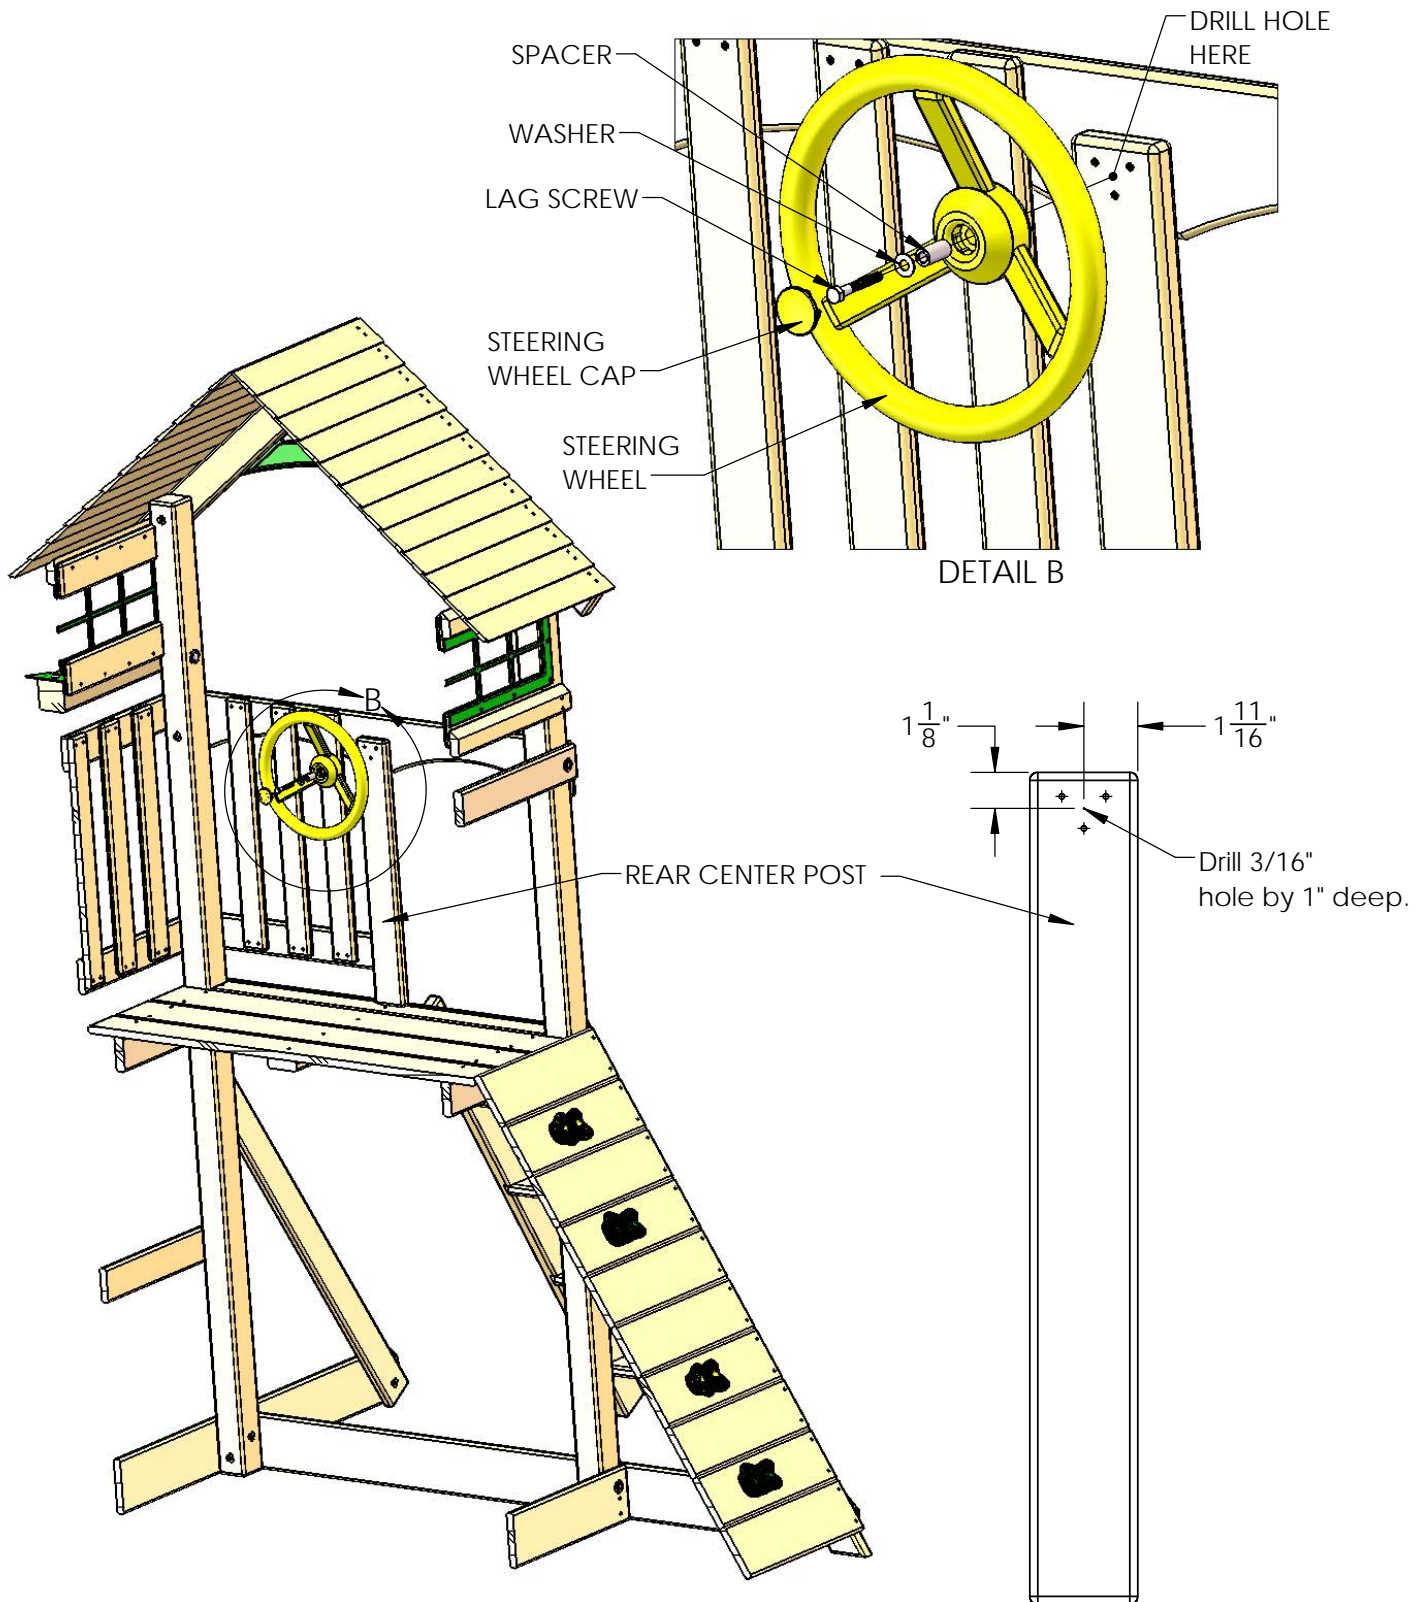 DRILL HOLE
HERE
SPACER
WASHER
LAG SCREW
STEERING
WHEEL CAP
STEERING
WHEEL
DETAIL B
B
1 1/8"
1 11/16"
REAR CENTER POST
Drill 3/16"
hole by 1" deep.